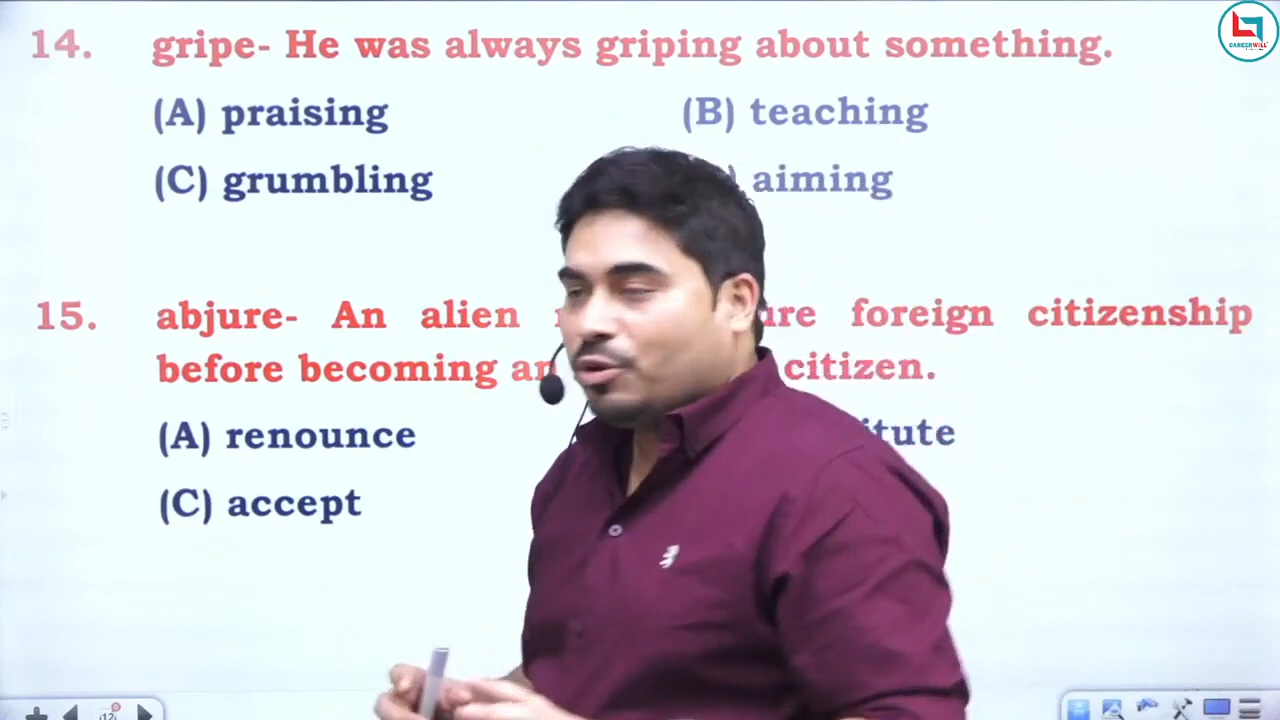 14. gripe- He was always griping about something.
(A) praising (B) teaching
(C) grumbling aiming
15. abjure- An alien foreign citizenship
before becoming citizen.
(A) renounce
(C) accept
CAREERWILL